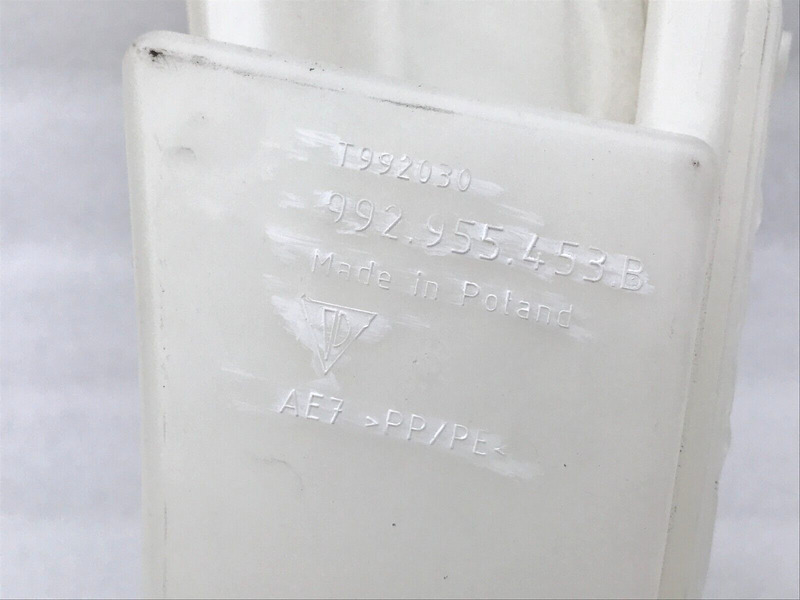 T992030
992.955.453.B
Made in Poland
AE7 >PP/PE<